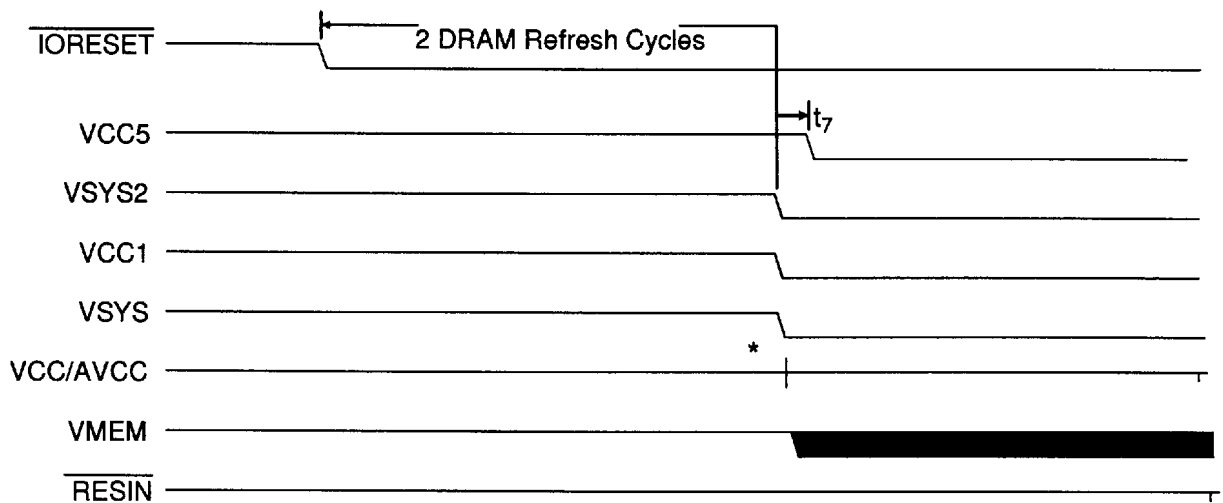 IORESET
2 DRAM Refresh Cycles
VCC5
t7
VSYS2
VCC1
VSYS
*
VCC/AVCC
VMEM
RESIN